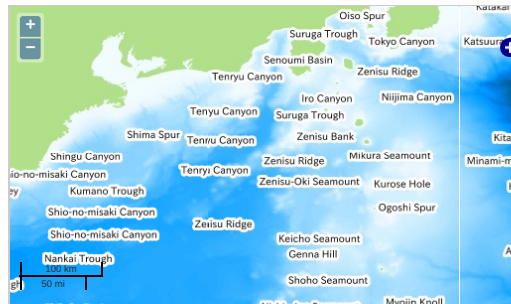 Katakai
Oiso Spur
+
−
Suruga Trough
Tokyo Canyon
Katsuura
Senoumi Basin
Zenisu Ridge
Tenryu Canyon
Iro Canyon
Niijima Canyon
Tenyu Canyon
Suruga Trough
Shima Spur
Tenryu Canyon
Zenisu Bank
Kita
Shingu Canyon
Zenisu Ridge
Mikura Seamount
Minami-m
io-no-misaki Canyon
Tenryu Canyon
Zenisu-Oki Seamount
Kurose Hole
ey
Kumano Trough
Shio-no-misaki Canyon
Ogoshi Spur
Zenisu Ridge
Shio-no-misaki Canyon
Keicho Seamount
Genna Hill
Nankai Trough
100 km
50 mi
Shoho Seamount
Myojin Knoll